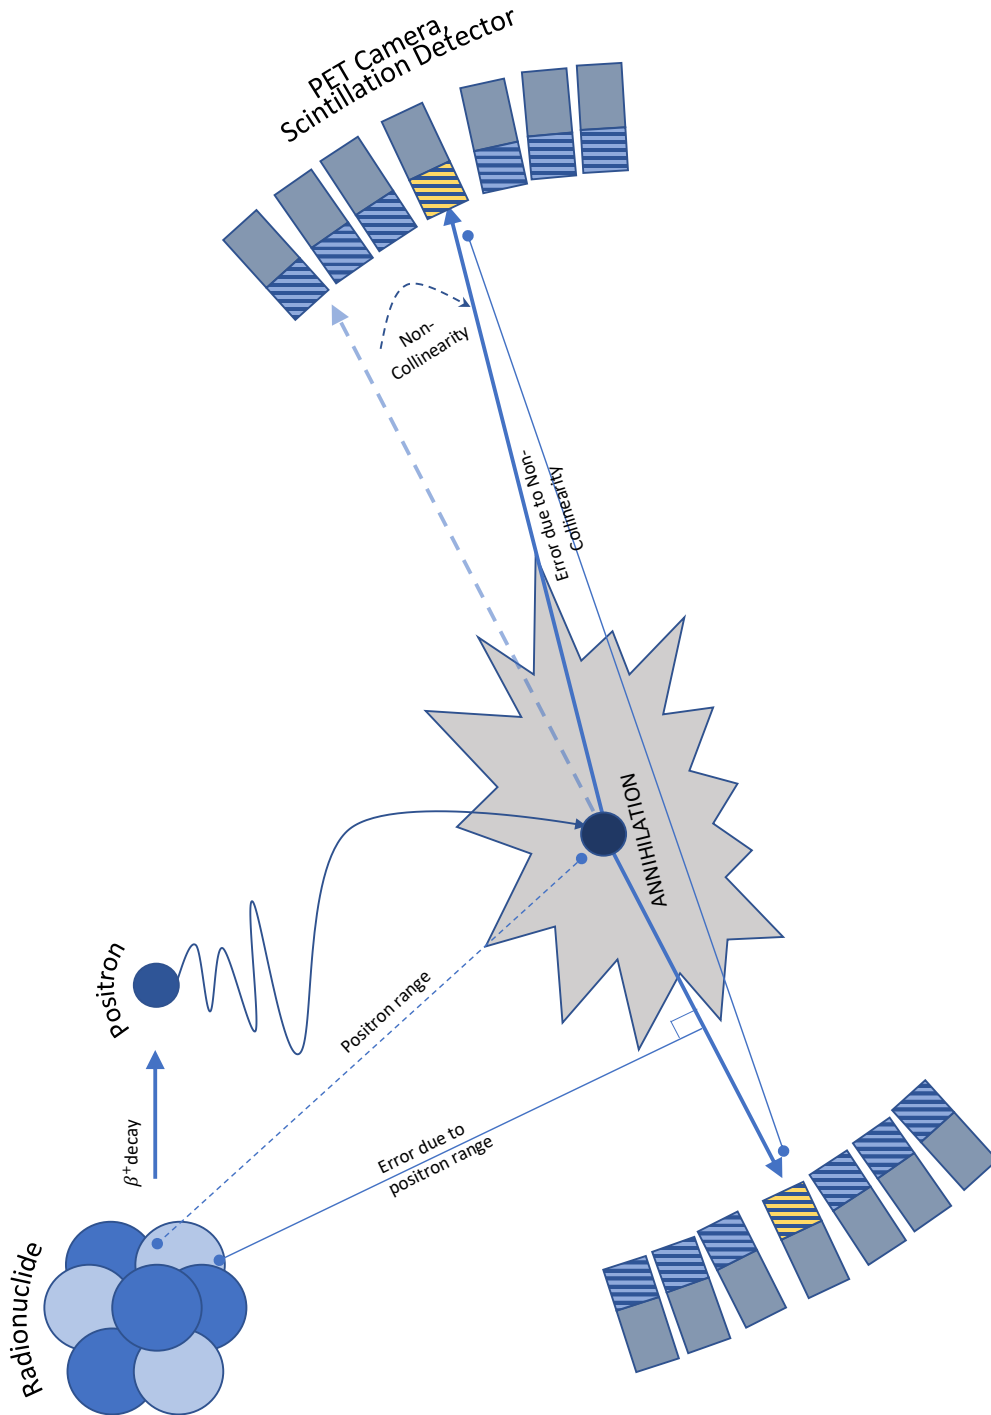 PET Camera,
Scintillation Detector
Non-
Collinearity
Error due to Non-
Colinearity
ANNIHILATION
Positron
Positron range
β⁺decay
Error due to
positron range
Radionuclide